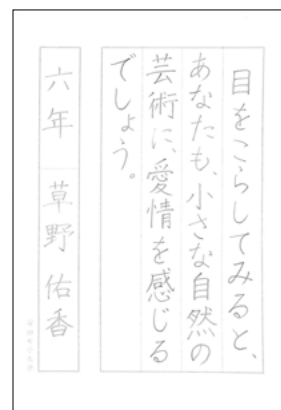 目をこらしてみると、
あなたも、小さな自然の
芸術に、愛情を感じる
でしょう。
六年 草野佑香